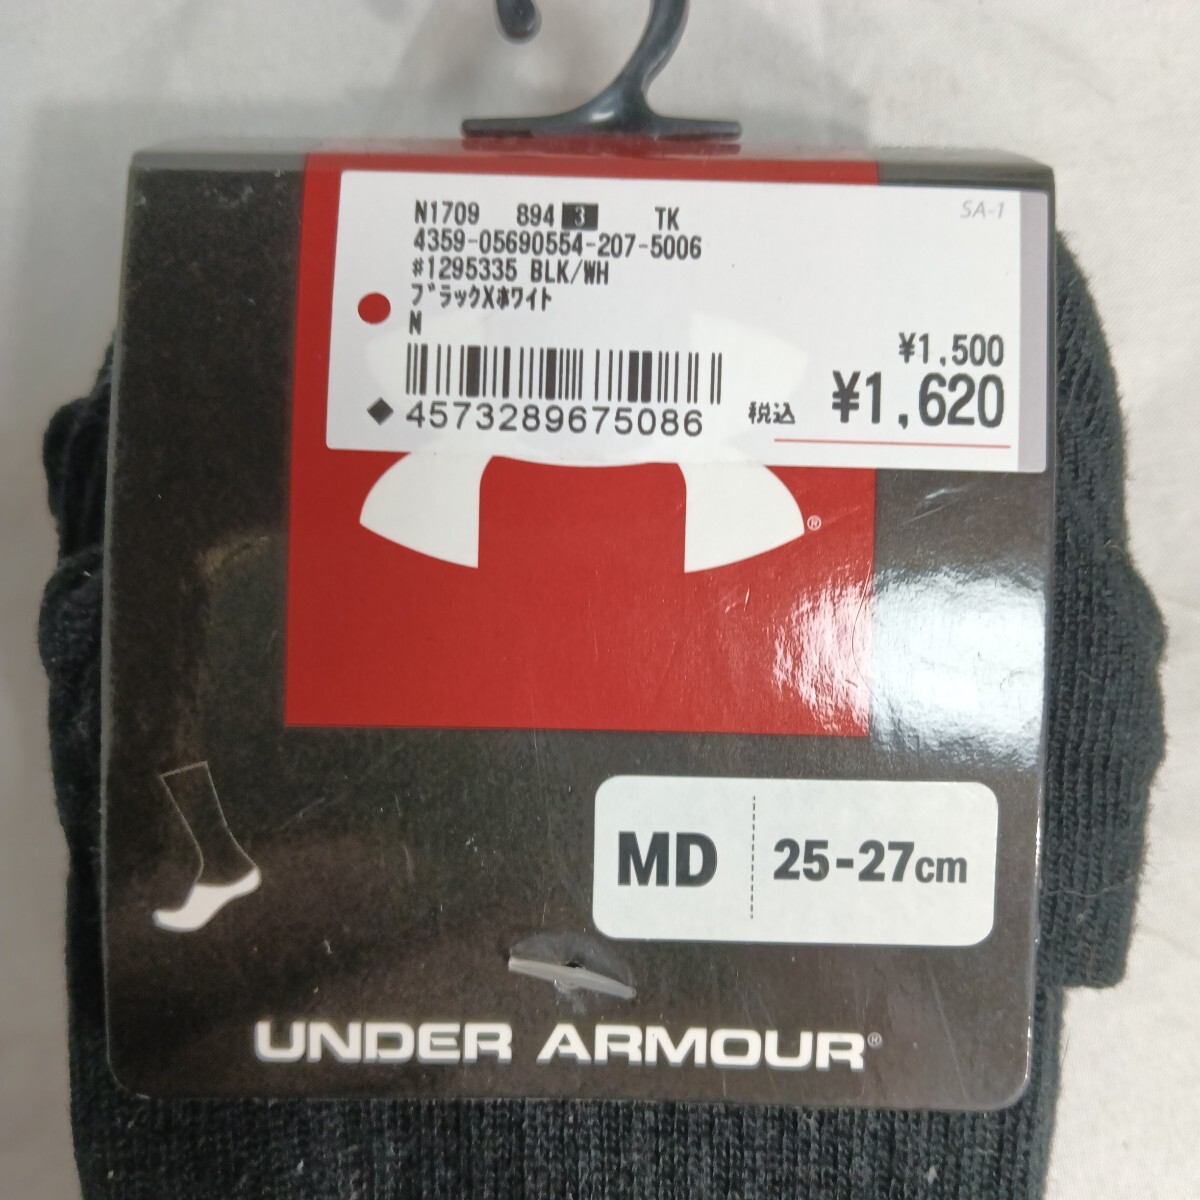 N1709 894 3 TK
SA-1
4359-05690554-207-5006
#1295335 BLK/WH
ブラックXホワイト
N
¥1,500
4573289675086
税込 ¥1,620
®
MD 25-27cm
UNDER ARMOUR®